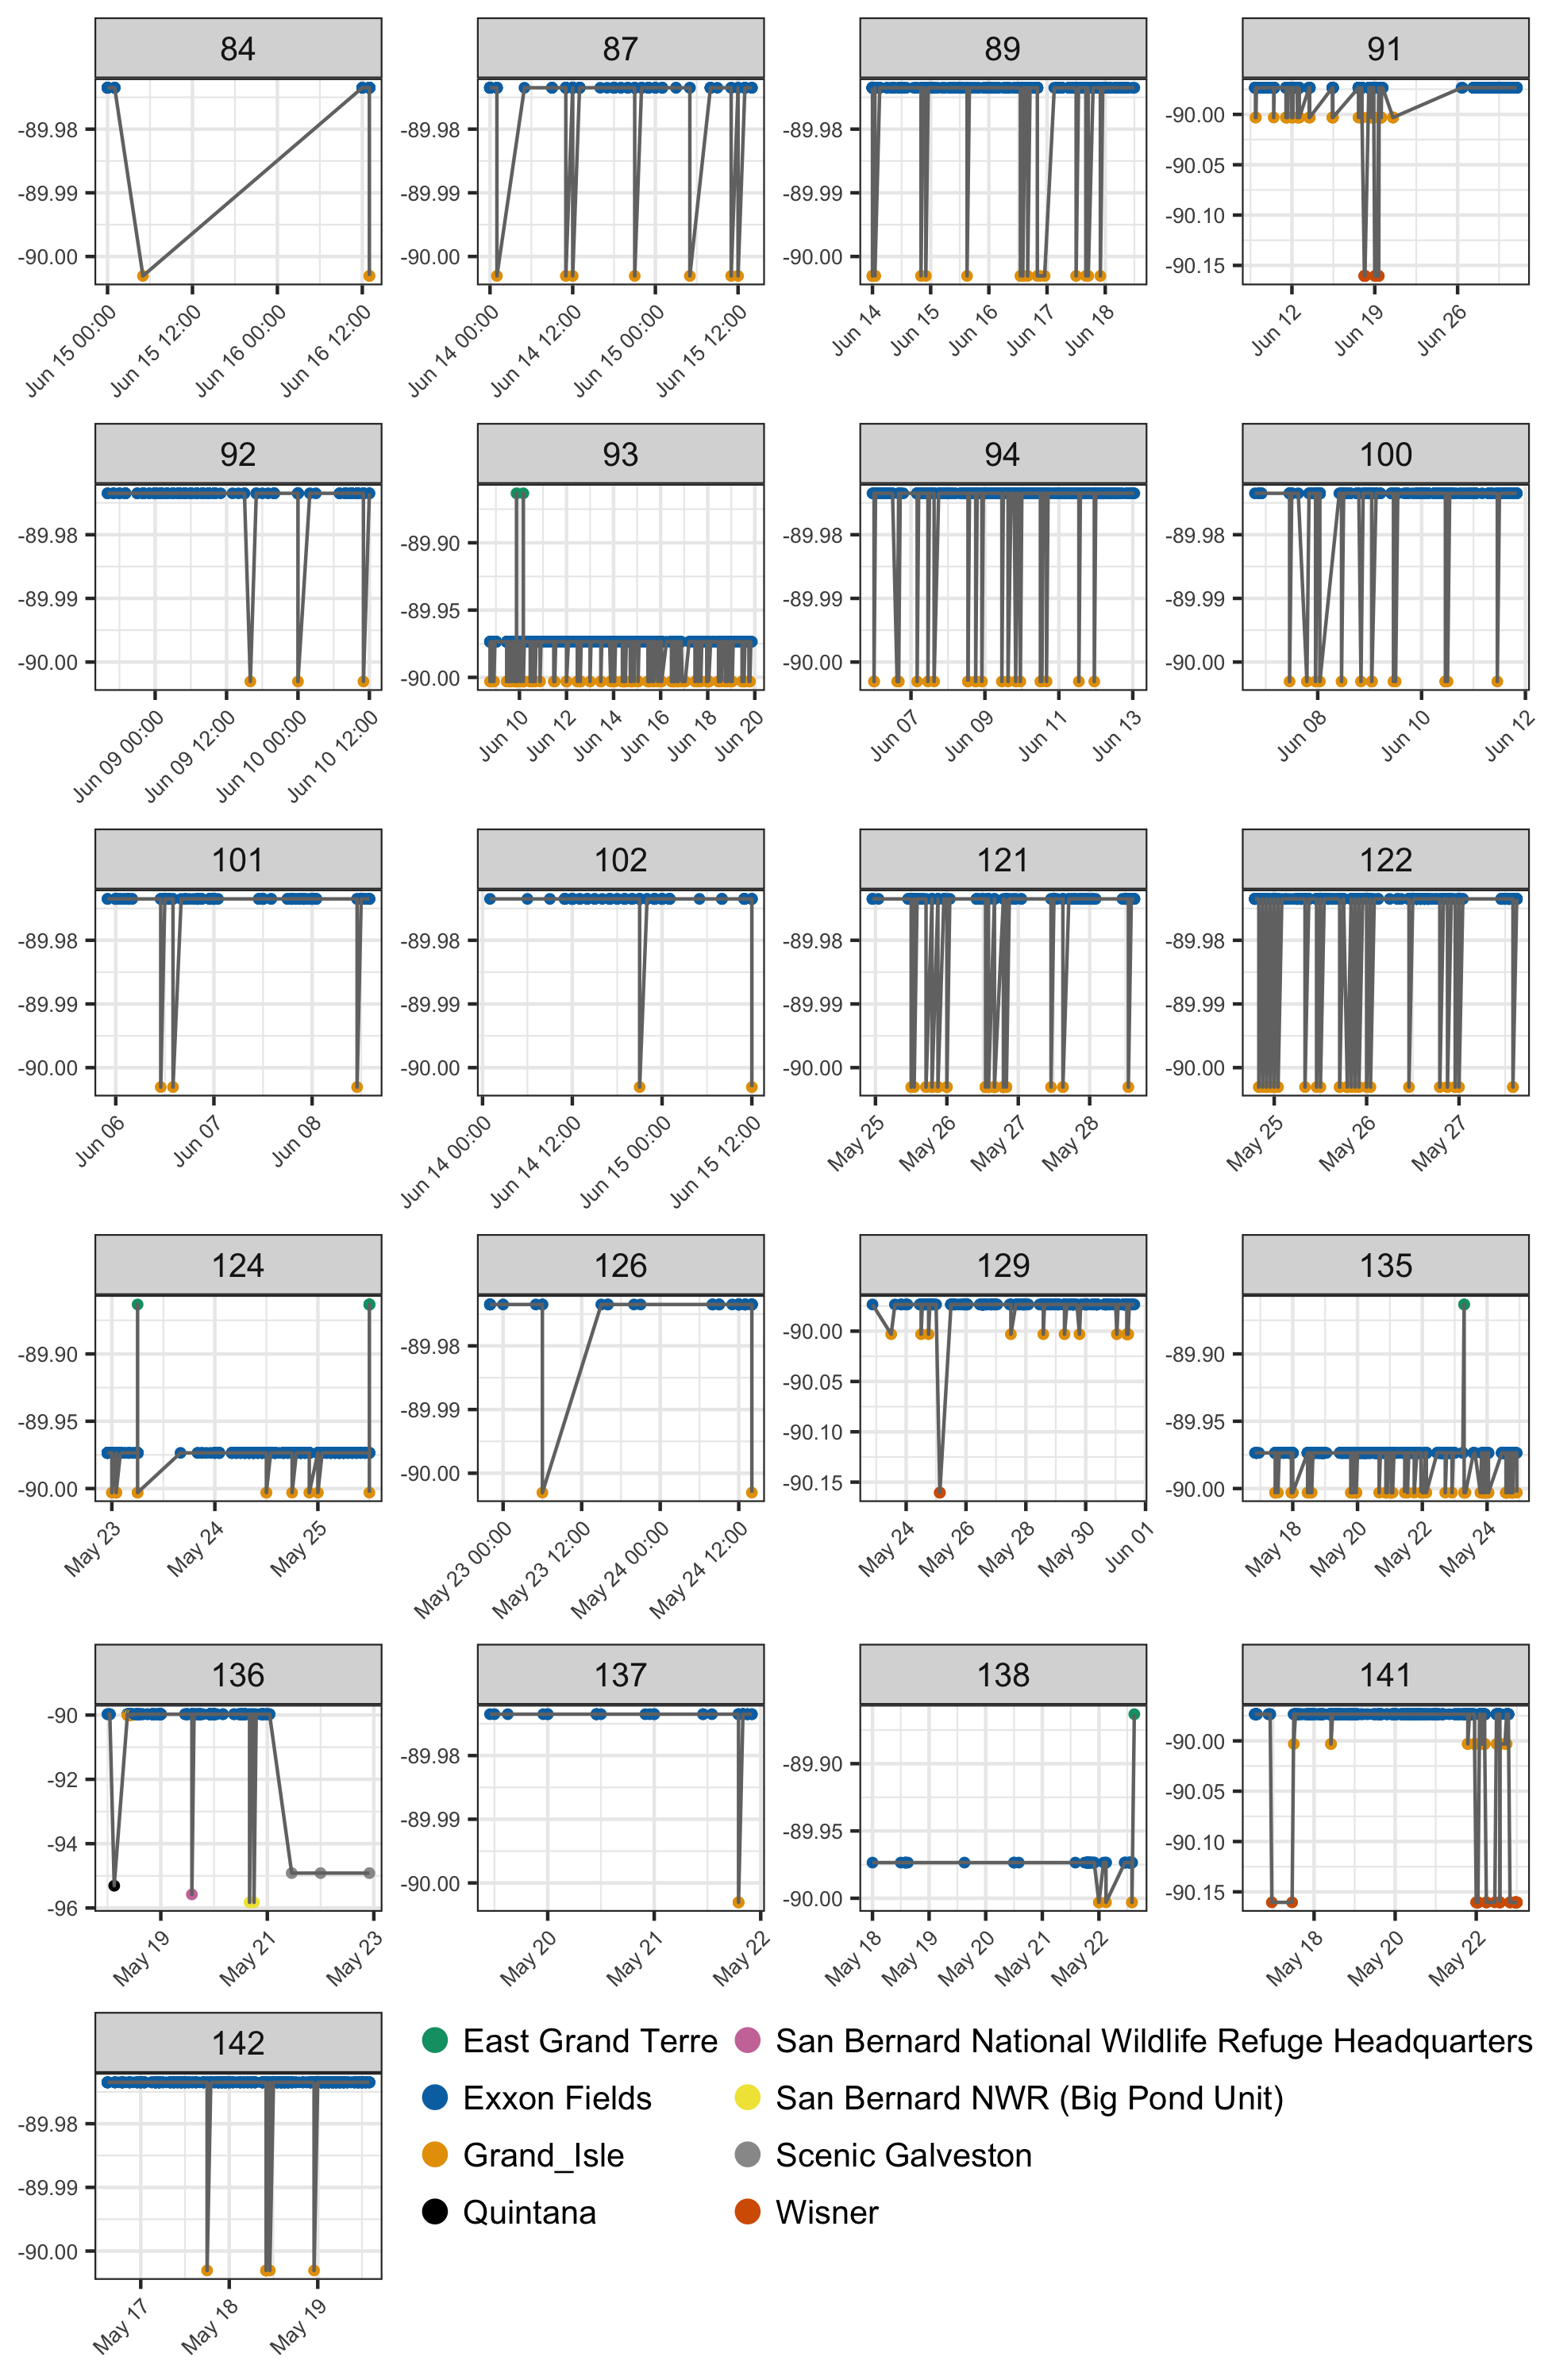 84
87
89
91
-89.98
-89.99
-90.00
-89.98
-89.99
-90.00
-89.98
-89.99
-90.00
-90.00
-90.05
-90.10
-90.15
Jun 15 00:00
Jun 15 12:00
Jun 16 00:00
Jun 16 12:00
Jun 14 00:00
Jun 14 12:00
Jun 15 00:00
Jun 15 12:00
Jun 14
Jun 15
Jun 16
Jun 17
Jun 18
Jun 12
Jun 19
Jun 26
92
93
94
100
-89.98
-89.99
-90.00
-89.90
-89.95
-90.00
-89.98
-89.99
-90.00
-89.98
-89.99
-90.00
Jun 09 00:00
Jun 09 12:00
Jun 10 00:00
Jun 10 12:00
Jun 10
Jun 12
Jun 14
Jun 16
Jun 18
Jun 20
Jun 07
Jun 09
Jun 11
Jun 13
Jun 08
Jun 10
Jun 12
101
102
121
122
-89.98
-89.99
-90.00
-89.98
-89.99
-90.00
-89.98
-89.99
-90.00
-89.98
-89.99
-90.00
Jun 06
Jun 07
Jun 08
Jun 14 00:00
Jun 14 12:00
Jun 15 00:00
Jun 15 12:00
May 25
May 26
May 27
May 28
May 25
May 26
May 27
124
126
129
135
-89.90
-89.95
-90.00
-89.98
-89.99
-90.00
-90.00
-90.05
-90.10
-90.15
-89.90
-89.95
-90.00
May 23
May 24
May 25
May 23 00:00
May 23 12:00
May 24 00:00
May 24 12:00
May 24
May 26
May 28
May 30
Jun 01
May 18
May 20
May 22
May 24
136
137
138
141
-90
-92
-94
-96
-89.98
-89.99
-90.00
-89.90
-89.95
-90.00
-90.00
-90.05
-90.10
-90.15
May 19
May 21
May 23
May 20
May 21
May 22
May 18
May 19
May 20
May 21
May 22
May 18
May 20
May 22
142
-89.98
-89.99
-90.00
May 17
May 18
May 19
East Grand Terre
Exxon Fields
Grand_Isle
Quintana
San Bernard National Wildlife Refuge Headquarters
San Bernard NWR (Big Pond Unit)
Scenic Galveston
Wisner